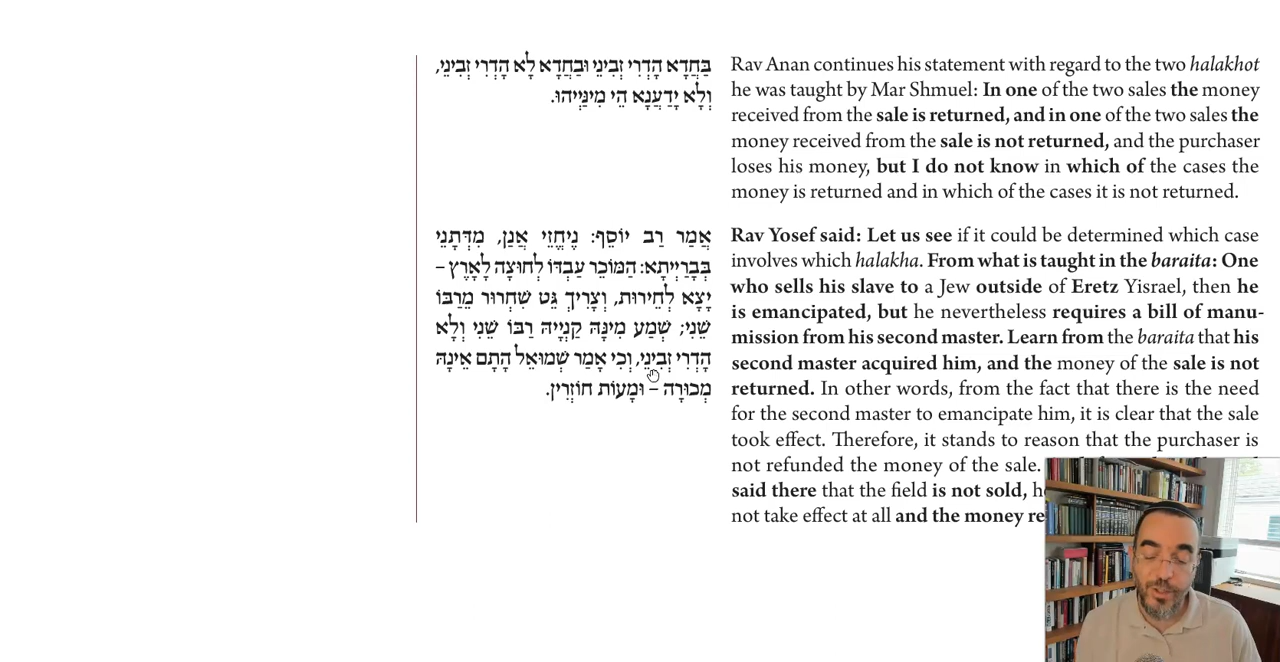 בַּחֲדָא הָדְרִי זְבִינֵי וּבַחֲדָא לָא הָדְרִי זְבִינֵי,
וְלָא יָדַעְנָא הֵי מִינַּיְיהוּ.
Rav Anan continues his statement with regard to the two halakhot
he was taught by Mar Shmuel: In one of the two sales the money
received from the sale is returned, and in one of the two sales the
money received from the sale is not returned, and the purchaser
loses his money, but I do not know in which of the cases the
money is returned and in which of the cases it is not returned.
אֲמַר רַב יוֹסֵף: נֶיחְזֵי אֲנַן, מִדְּתָנֵי
בְּבָרַיְיתָא: הַמּוֹכֵר עַבְדּוֹ לְחוּצָה לָאָרֶץ –
יָצָא לְחֵירוּת, וְצָרִיךְ גֵּט שִׁחְרוּר מֵרַבּוֹ
שֵׁנִי; שְׁמַע מִינַּהּ קַנְיֵיהּ רַבּוֹ שֵׁנִי וְלָא
הָדְרִי זְבִינֵי, וְכִי אָמַר שְׁמוּאֵל הָתָם אֵינָהּ
מְכוּרָה – וּמָעוֹת חוֹזְרִין.
Rav Yosef said: Let us see if it could be determined which case
involves which halakha. From what is taught in the baraita: One
who sells his slave to a Jew outside of Eretz Yisrael, then he
is emancipated, but he nevertheless requires a bill of manu-
mission from his second master. Learn from the baraita that his
second master acquired him, and the money of the sale is not
returned. In other words, from the fact that there is the need
for the second master to emancipate him, it is clear that the sale
took effect. Therefore, it stands to reason that the purchaser is
not refunded the money of the sale.
said there that the field is not sold,
not take effect at all and the money